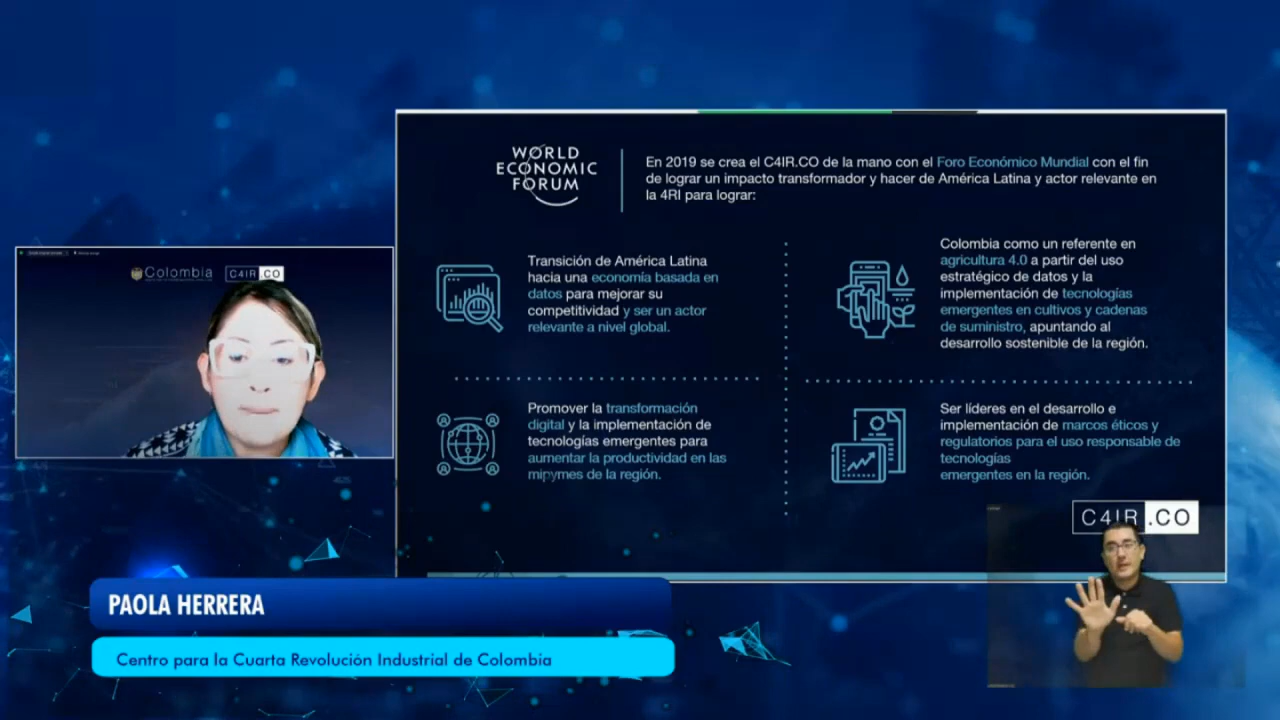 WORLD
ECONOMIC
FORUM
En 2019 se crea el C4IR.CO de la mano con el Foro Económico Mundial con el fin
de lograr un impacto transformador y hacer de América Latina y actor relevante en
la 4RI para lograr:
Colombia
C4IR.CO
Transición de América Latina
hacia una economía basada en
datos para mejorar su
competitividad y ser un actor
relevante a nivel global.
Colombia como un referente en
agricultura 4.0 a partir del uso
estratégico de datos y la
implementación de tecnologías
emergentes en cultivos y cadenas
de suministro, apuntando al
desarrollo sostenible de la región.
Promover la transformación
digital y la implementación de
tecnologías emergentes para
aumentar la productividad en las
mipymes de la región.
Ser líderes en el desarrollo e
implementación de marcos éticos y
regulatorios para el uso responsable de
tecnologías
emergentes en la región.
C4IR.CO
PAOLA HERRERA
Centro para la Cuarta Revolución Industrial de Colombia